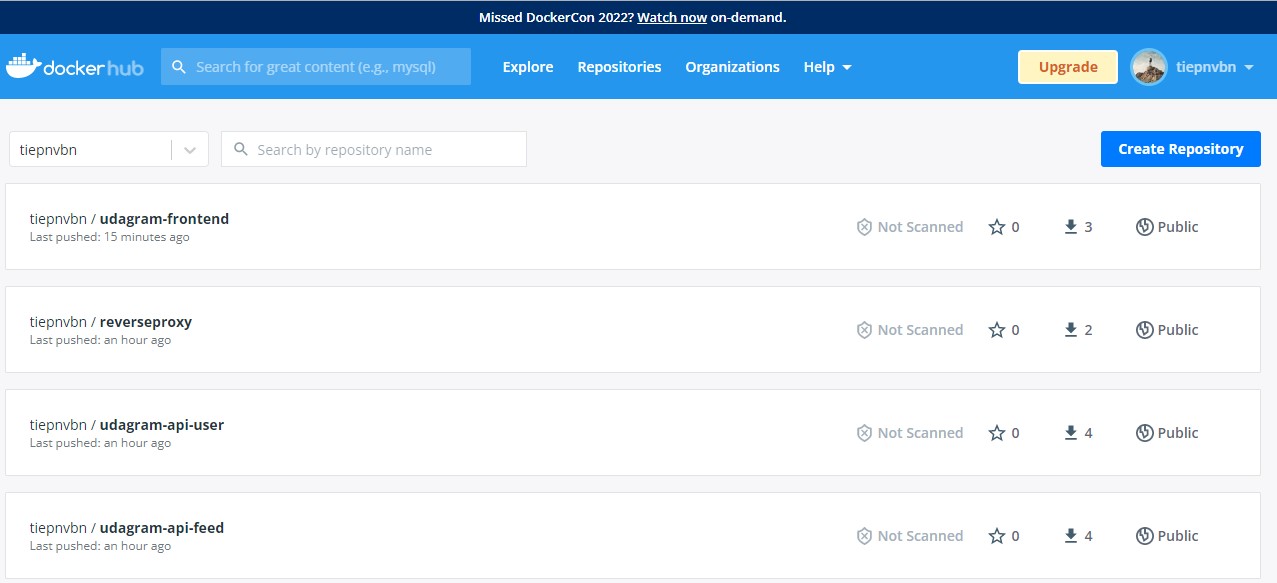 Missed DockerCon 2022? Watch now on-demand.
dockerhub Search for great content (e.g., mysql) Explore Repositories Organizations Help Upgrade tiepnvbn
tiepnvbn Search by repository name Create Repository
tiepnvbn / udagram-frontend
Last pushed: 15 minutes ago
Not Scanned 0 3 Public
tiepnvbn / reverseproxy
Last pushed: an hour ago
Not Scanned 0 2 Public
tiepnvbn / udagram-api-user
Last pushed: an hour ago
Not Scanned 0 4 Public
tiepnvbn / udagram-api-feed
Last pushed: an hour ago
Not Scanned 0 4 Public